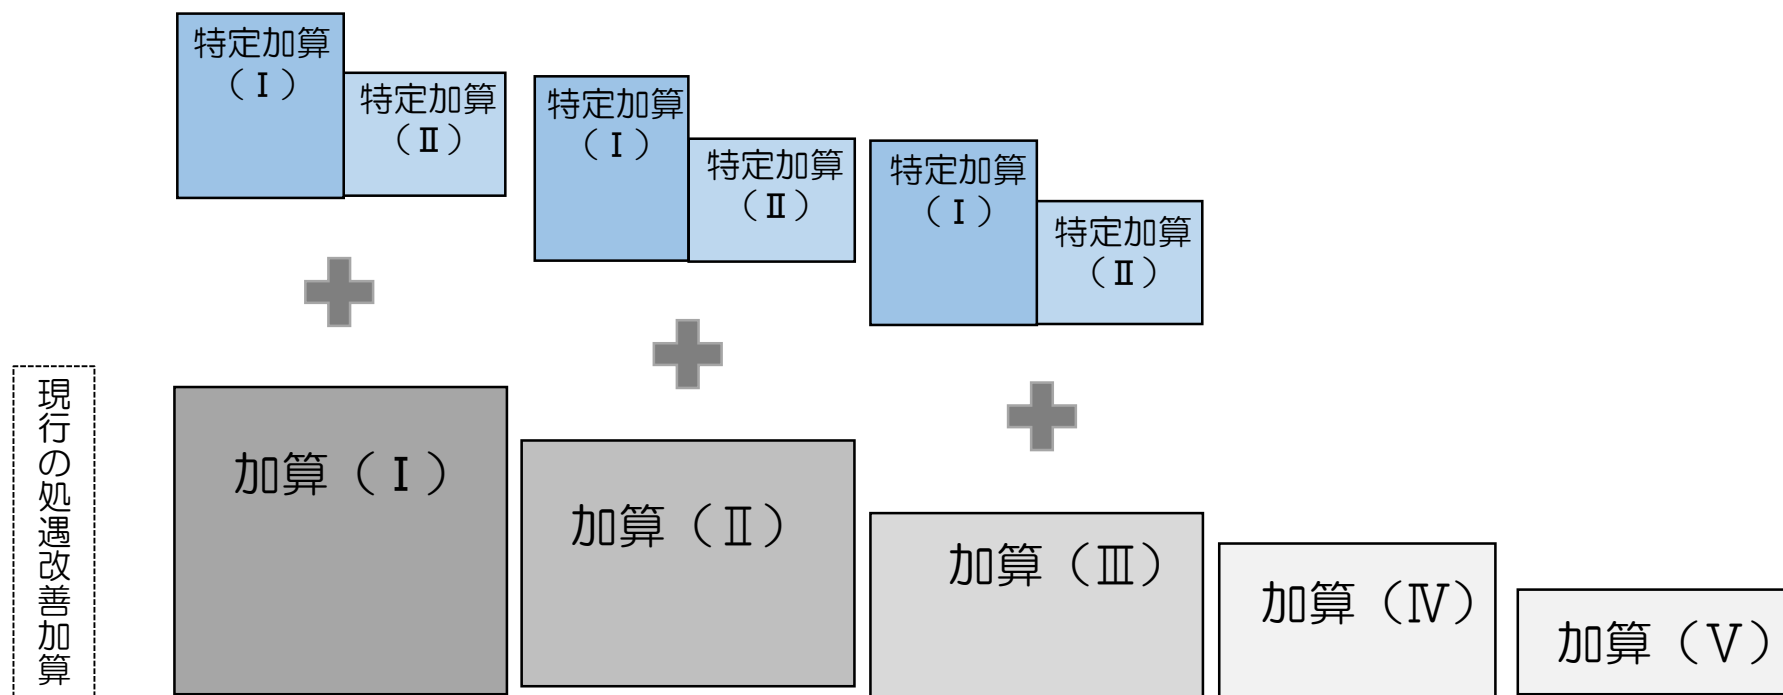 特定加算
（Ⅰ）
特定加算
（Ⅱ）
特定加算
（Ⅰ）
特定加算
（Ⅱ）
特定加算
（Ⅰ）
特定加算
（Ⅱ）
現行の処遇改善加算
加算（Ⅰ）
加算（Ⅱ）
加算（Ⅲ）
加算（Ⅳ）
加算（Ⅴ）